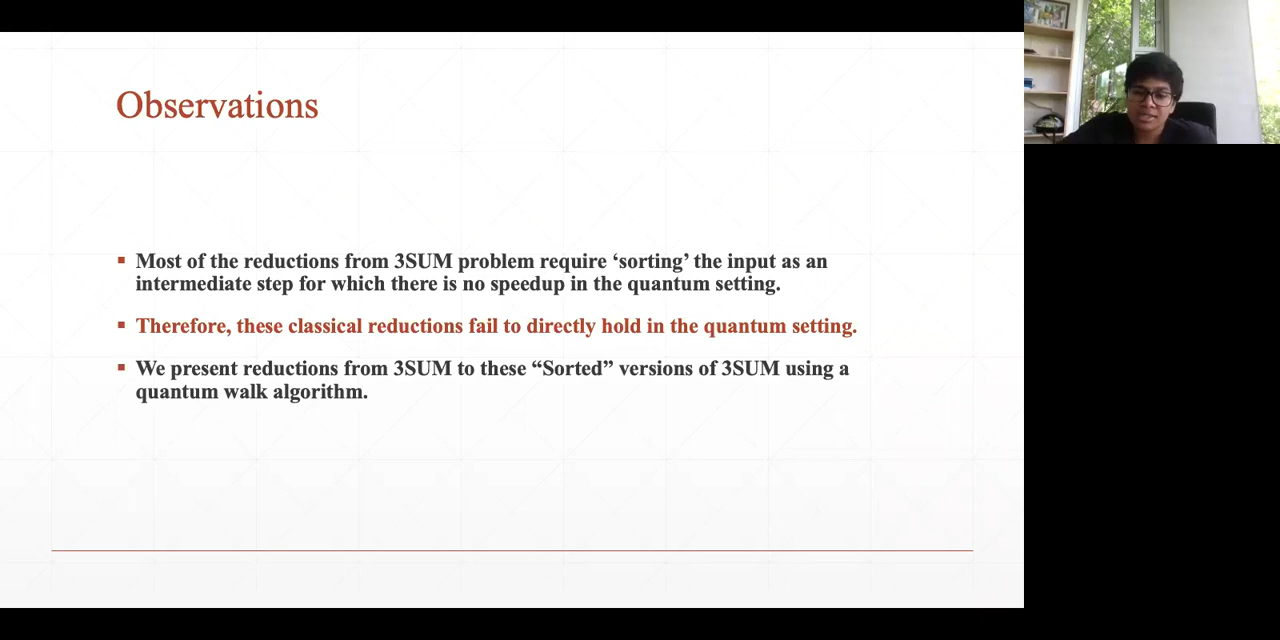 Observations
▪ Most of the reductions from 3SUM problem require ‘sorting’ the input as an
intermediate step for which there is no speedup in the quantum setting.
▪ Therefore, these classical reductions fail to directly hold in the quantum setting.
▪ We present reductions from 3SUM to these “Sorted” versions of 3SUM using a
quantum walk algorithm.